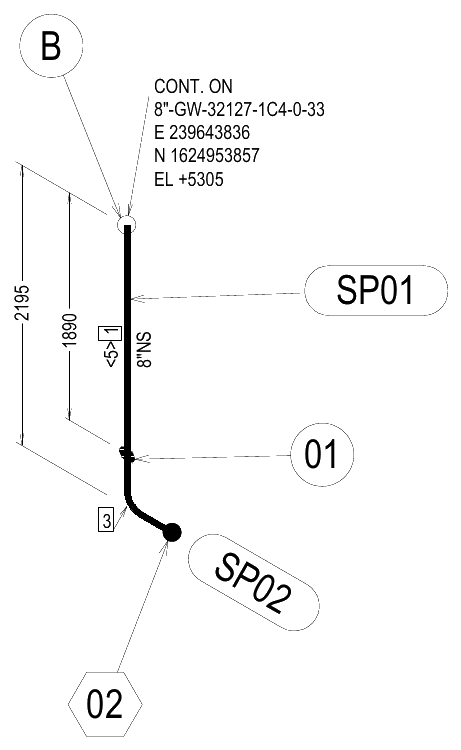 B
CONT. ON
8"-GW-32127-1C4-0-33
E 239643836
N 1624953857
EL +5305
SP01
2195
1890
<5> 1
8"NS
01
3
SP02
02